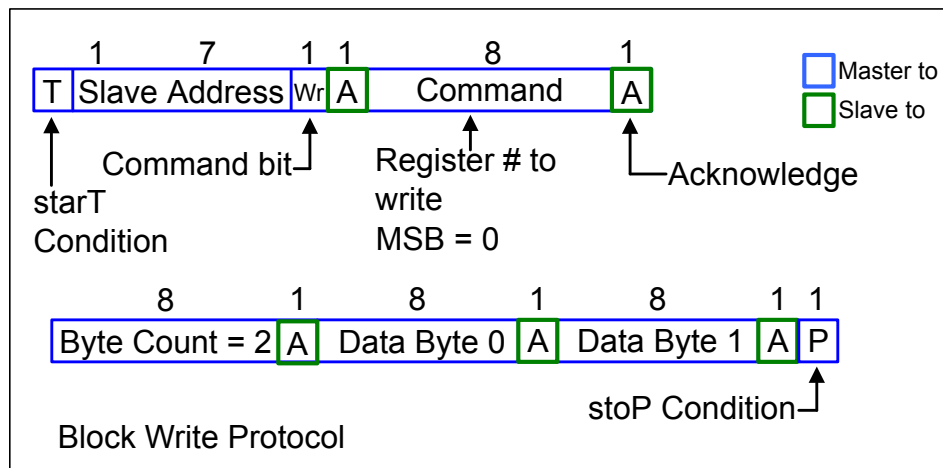 1 7 1 1 8 1
T Slave Address Wr A Command A
Master to
Slave to
Command bit
Register # to
write
MSB = 0
Acknowledge
starT
Condition
8 1 8 1 8 1 1
Byte Count = 2 A Data Byte 0 A Data Byte 1 A P
stoP Condition
Block Write Protocol